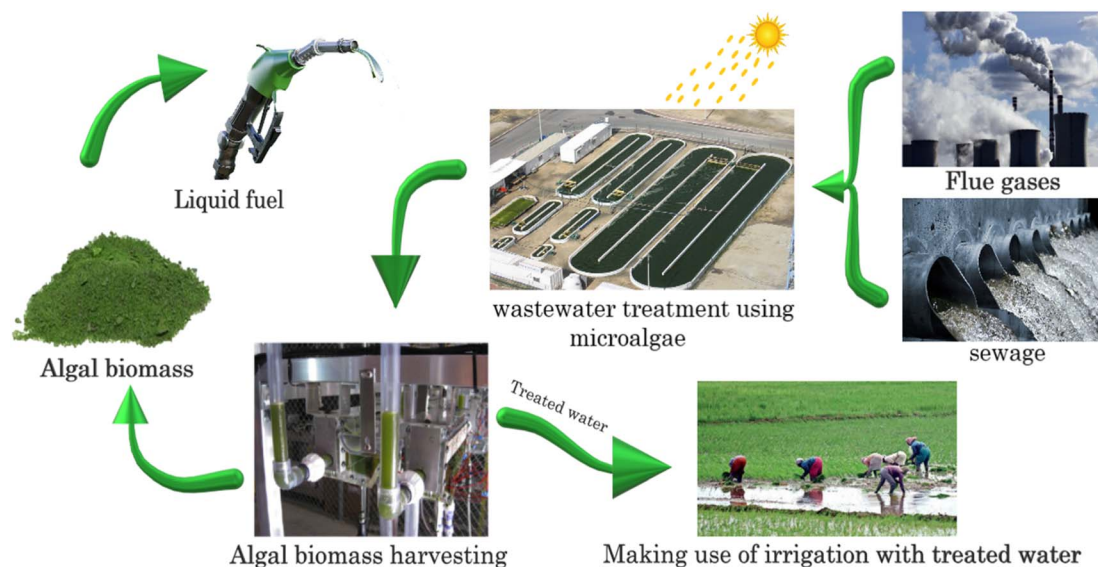 Liquid fuel
Flue gases
wastewater treatment using
microalgae
sewage
Algal biomass
Treated water
Algal biomass harvesting
Making use of irrigation with treated water